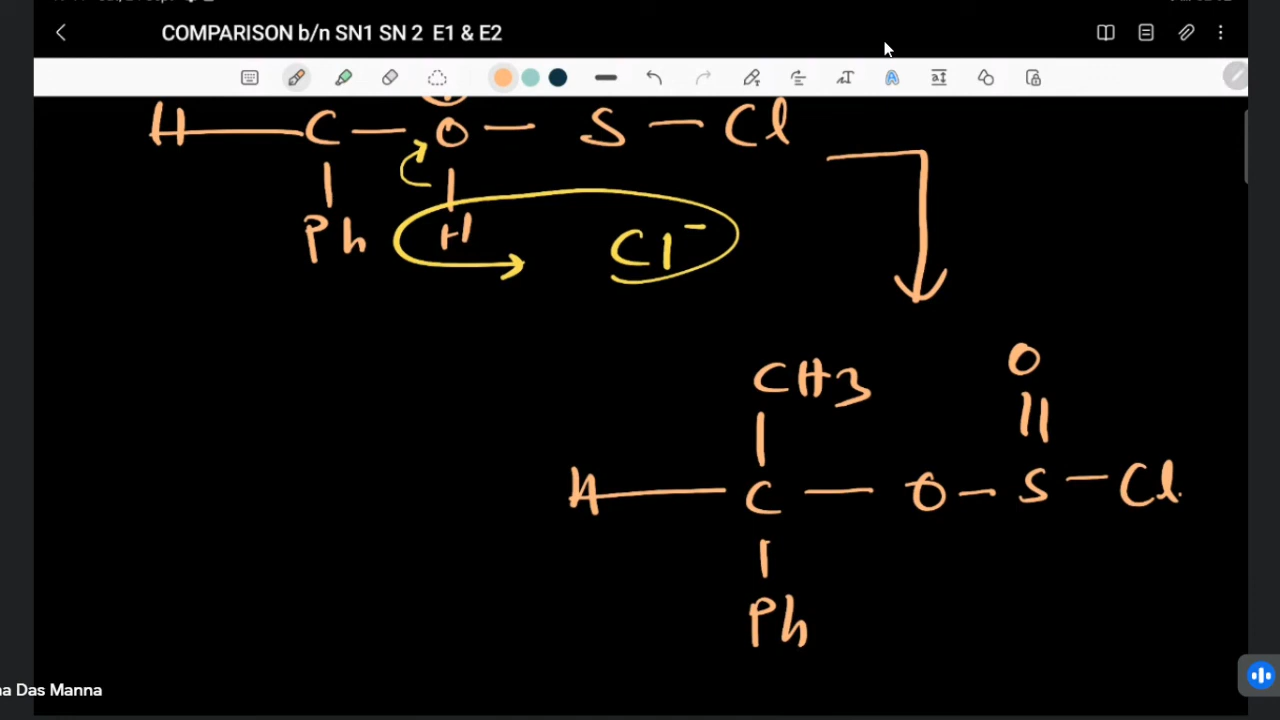 COMPARISON b/n SN1 SN 2 E1 & E2
H — C — O — S — Cl
Ph H Cl⁻
CH3 O
H — C — O — S — Cl
Ph
a Das Manna